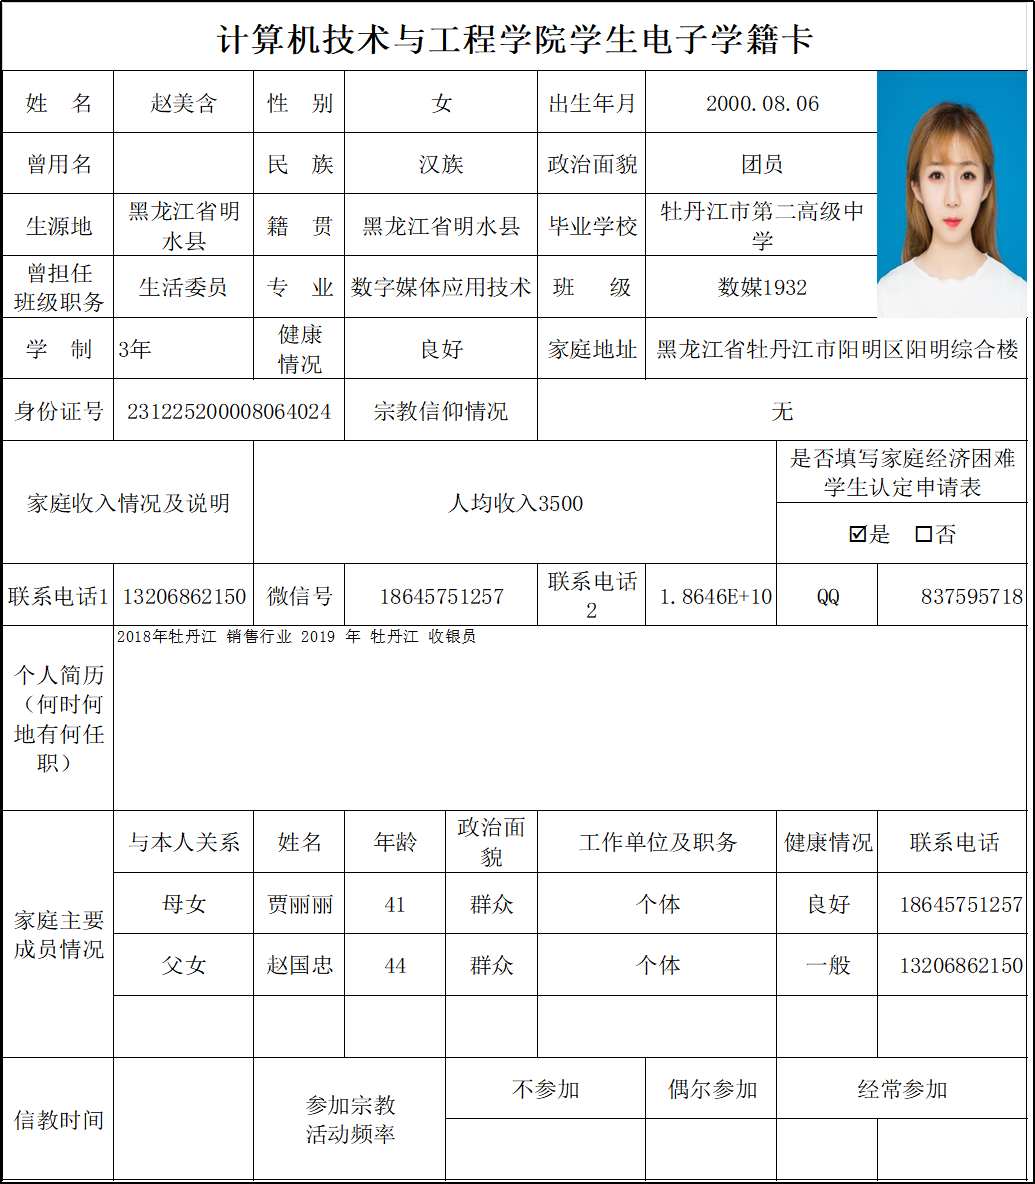 计算机技术与工程学院学生电子学籍卡
姓 名 赵美含 性 别 女 出生年月 2000.08.06
曾用名 民 族 汉族 政治面貌 团员
生源地 黑龙江省明
水县 籍 贯 黑龙江省明水县 毕业学校 牡丹江市第二高级中
学
曾担任
班级职务 生活委员 专 业 数字媒体应用技术 班 级 数媒1932
学 制 3年 健康
情况 良好 家庭地址 黑龙江省牡丹江市阳明区阳明综合楼
身份证号 231225200008064024 宗教信仰情况 无
家庭收入情况及说明 人均收入3500 是否填写家庭经济困难
学生认定申请表
☑是 □否
联系电话1 13206862150 微信号 18645751257 联系电话
2 1.8646E+10 QQ 837595718
个人简历
（何时何
地有何任
职） 2018年牡丹江 销售行业 2019 年 牡丹江 收银员
家庭主要
成员情况 与本人关系 姓名 年龄 政治面
貌 工作单位及职务 健康情况 联系电话
母女 贾丽丽 41 群众 个体 良好 18645751257
父女 赵国忠 44 群众 个体 一般 13206862150
信教时间 参加宗教
活动频率 不参加 偶尔参加 经常参加